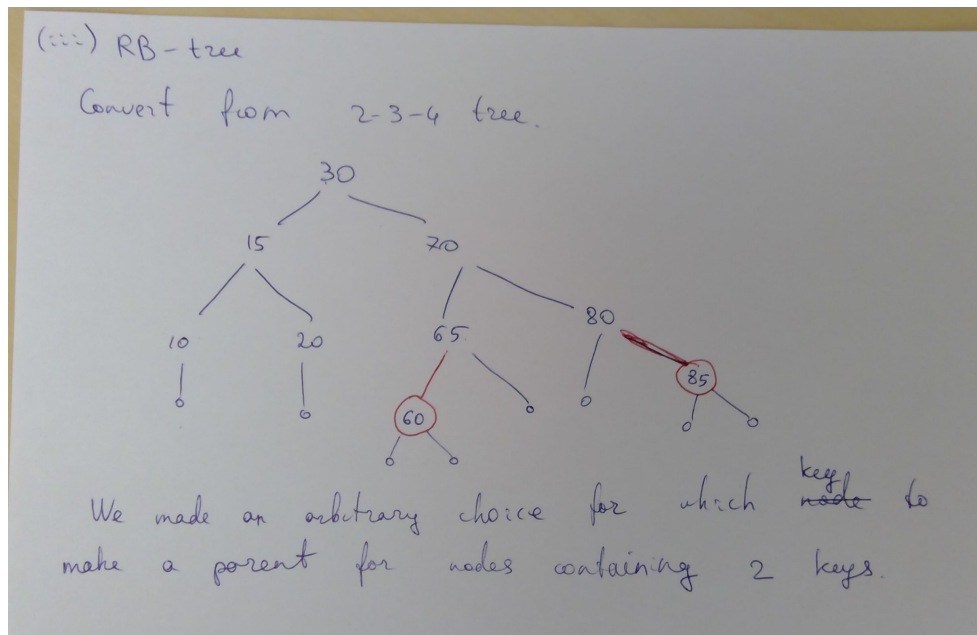 (iii) RB-tree
Convert from 2-3-4 tree.
30
15 70
10 20 65 80
60 85
We made an arbitrary choice for which node key to
make a parent for nodes containing 2 keys.